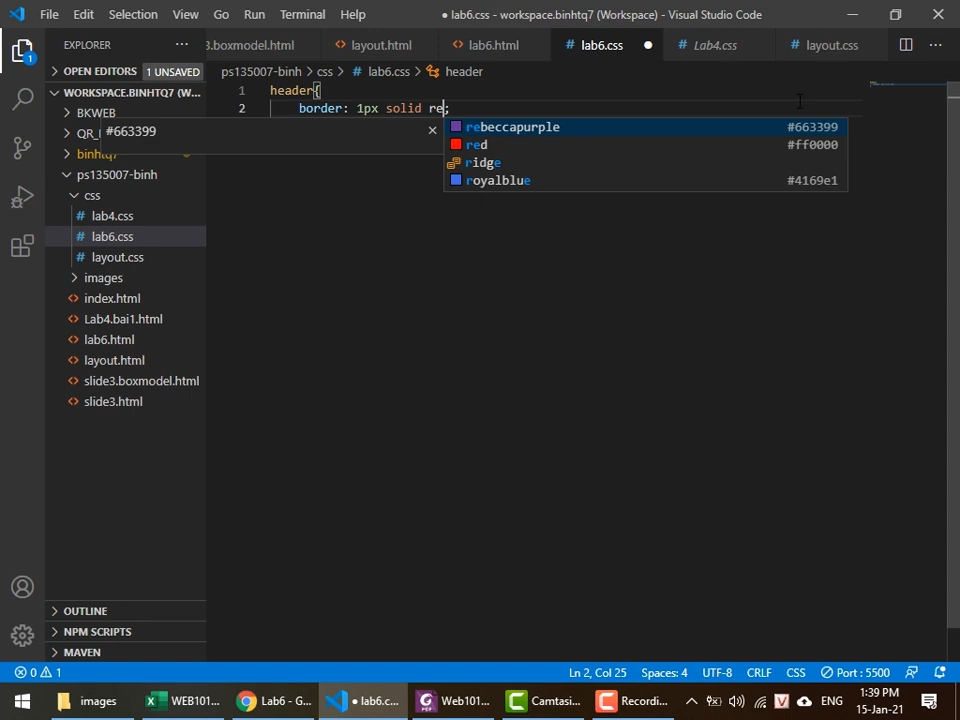 File Edit Selection View Go Run Terminal Help
● lab6.css - workspace.binhtq7 (Workspace) - Visual Studio Code
EXPLORER
3.boxmodel.html layout.html lab6.html lab6.css Lab4.css layout.css
OPEN EDITORS 1 UNSAVED
ps135007-binh > css > lab6.css > header
WORKSPACE.BINHTQ7 (WORKSPACE)
BKWEB
binhtq7
ps135007-binh
css
lab4.css
lab6.css
layout.css
images
index.html
Lab4.bai1.html
lab6.html
layout.html
slide3.boxmodel.html
slide3.html
OUTLINE
NPM SCRIPTS
MAVEN
1 header{
2 border: 1px solid re;
#663399
rebeccapurple #663399
red #ff0000
ridge
royalblue #4169e1
1
0 1
Ln 2, Col 25 Spaces: 4 UTF-8 CRLF CSS Port : 5500
images WEB101... Lab6 - G... ● lab6.c... Web101... Camtasi... Recordi...
ENG
1:39 PM
15-Jan-21